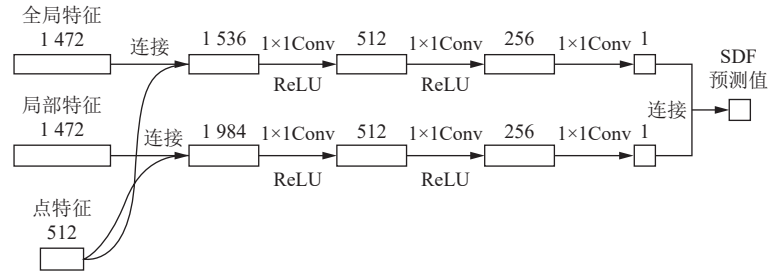 全局特征
1 472
连接
1 536
1×1Conv
ReLU
512
1×1Conv
ReLU
256
1×1Conv
1
SDF
预测值
连接
局部特征
1 472
连接
1 984
1×1Conv
ReLU
512
1×1Conv
ReLU
256
1×1Conv
1
点特征
512